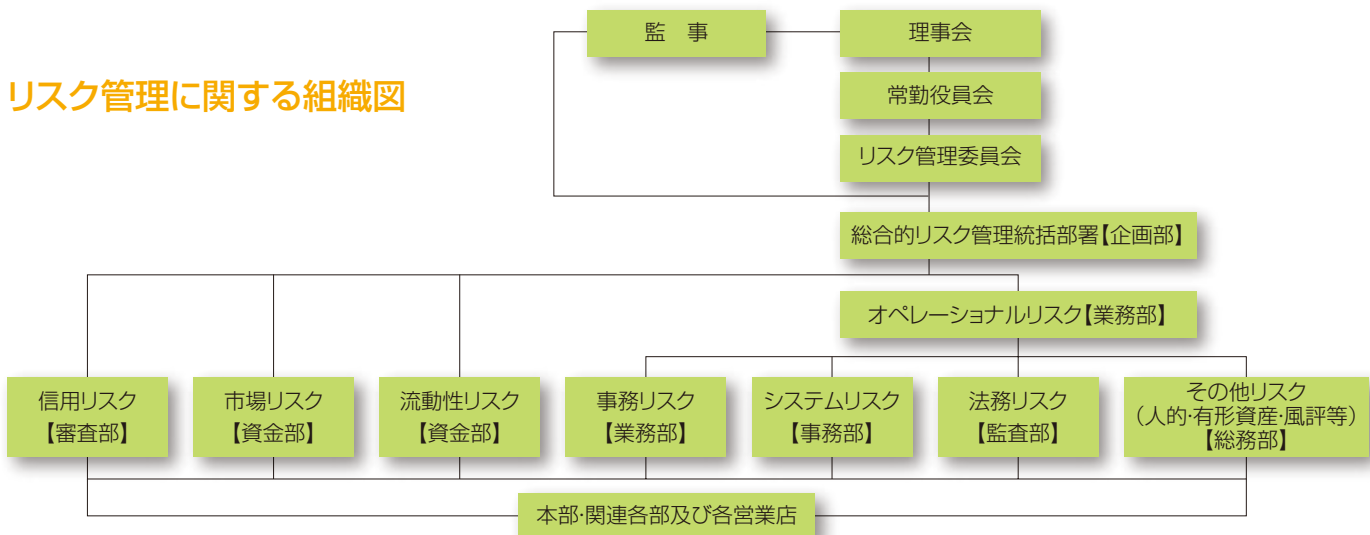 監　事
理事会
リスク管理に関する組織図
常勤役員会
リスク管理委員会
総合的リスク管理統括部署【企画部】
オペレーショナルリスク【業務部】
信用リスク
【審査部】
市場リスク
【資金部】
流動性リスク
【資金部】
事務リスク
【業務部】
システムリスク
【事務部】
法務リスク
【監査部】
その他リスク
（人的・有形資産・風評等）
【総務部】
本部・関連各部及び各営業店